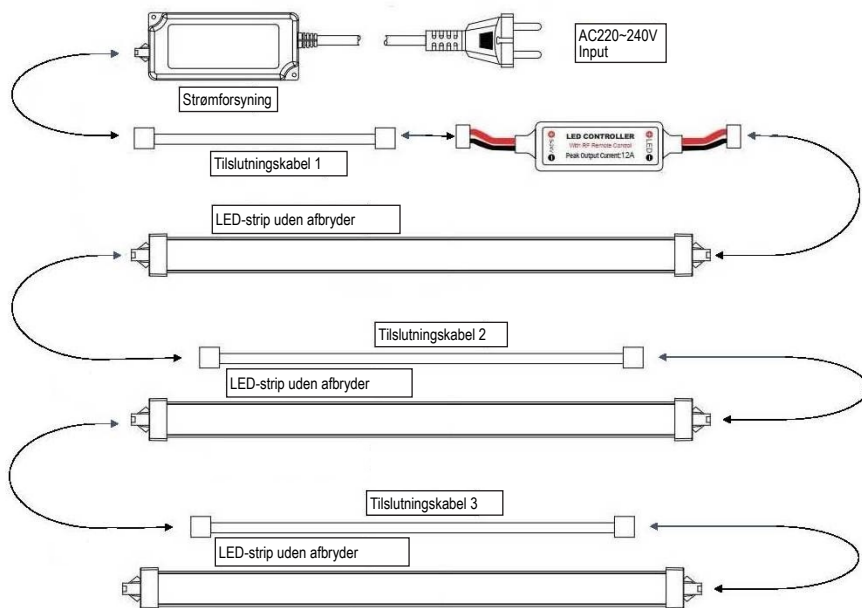 AC220~240V
Input
Strømforsyning
Tilslutningskabel 1
LED CONTROLLER
With RF Remote Control
Peak Output Current:12A
LED
LED-strip uden afbryder
Tilslutningskabel 2
LED-strip uden afbryder
Tilslutningskabel 3
LED-strip uden afbryder